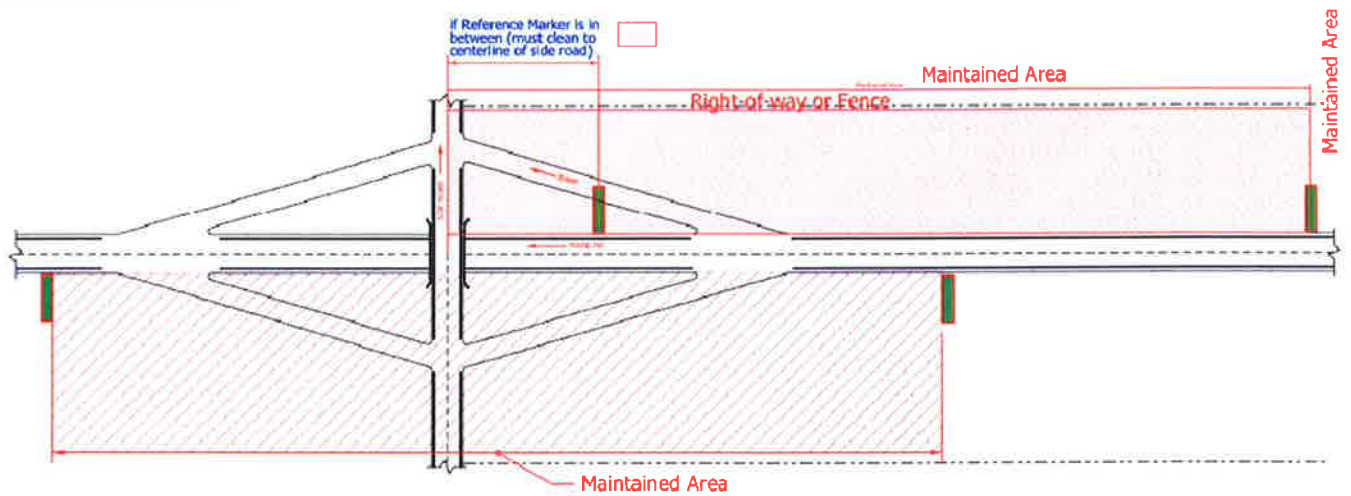 if Reference Marker is in
between (must clean to
centerline of side road)
Maintained Area
Maintained Area
Right-of-way or Fence
Maintained Area